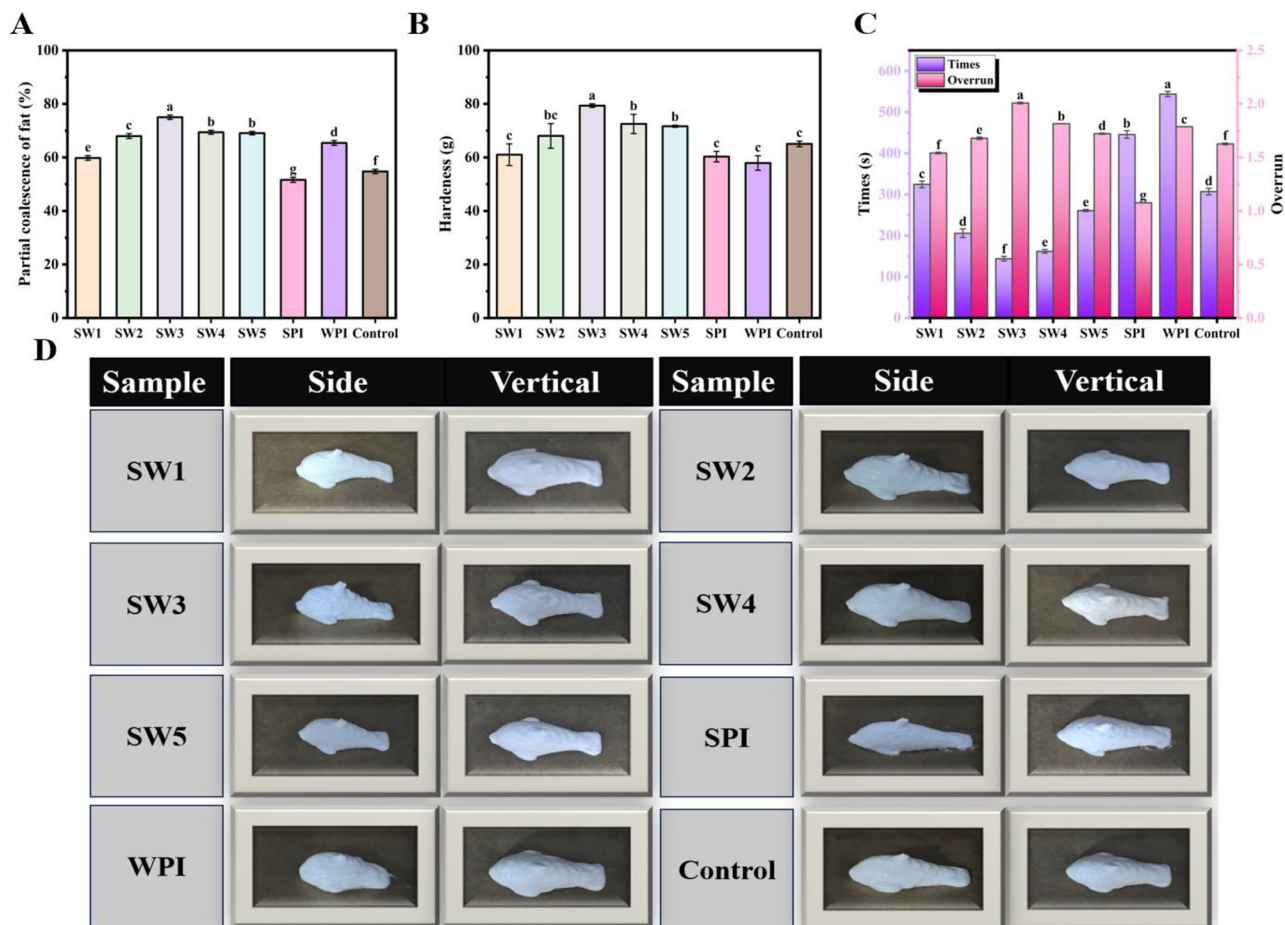 A
B
C
Partial coalescence of fat (%)
100
80
60
40
20
0
e
c
a
b
b
g
d
f
SW1 SW2 SW3 SW4 SW5 SPI WPI Control
Hardeness (g)
100
80
60
40
20
0
c
bc
a
b
b
c
c
c
SW1 SW2 SW3 SW4 SW5 SPI WPI Control
Times (s)
600
500
400
300
200
100
0
Times
Overrun
c f
d e
f a
e b
e d
b g
a c
d f
2.5
2.0
1.5
1.0
0.5
0.0
Overrun
SW1 SW2 SW3 SW4 SW5 SPI WPI Control
D
Sample Side Vertical Sample Side Vertical
SW1 SW2
SW3 SW4
SW5 SPI
WPI Control